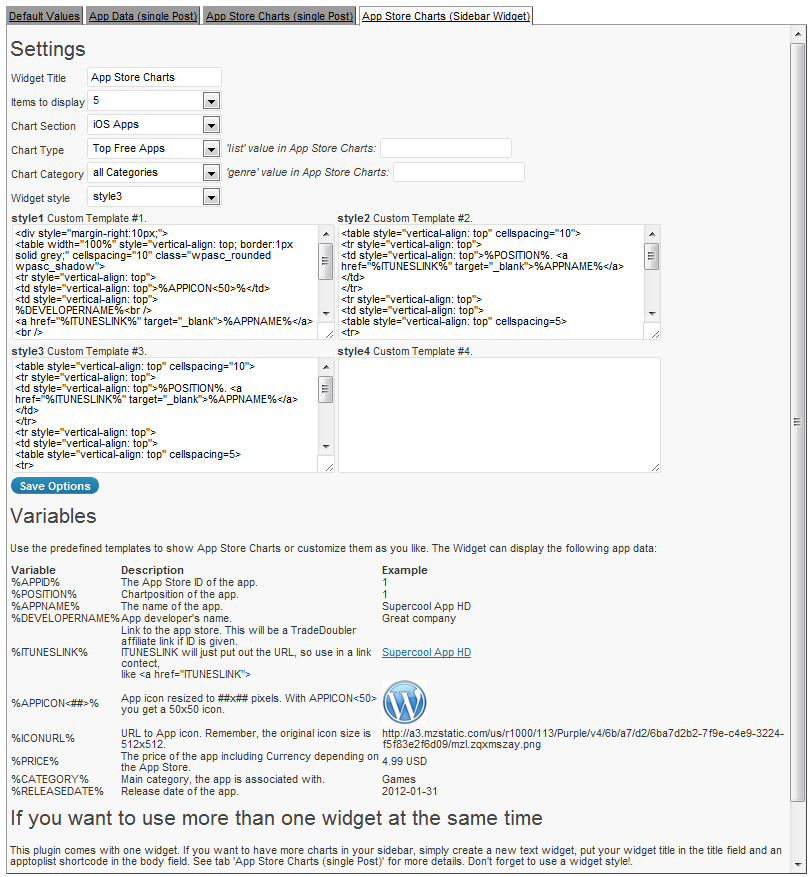 Default Values App Data (single Post) App Store Charts (single Post) App Store Charts (Sidebar Widget)
Settings
Widget Title App Store Charts
Items to display 5
Chart Section iOS Apps
Chart Type Top Free Apps 'list' value in App Store Charts:
Chart Category all Categories 'genre' value in App Store Charts:
Widget style style3
style1 Custom Template #1.
<div style="margin-right:10px;">
<table width="100%" style="vertical-align: top; border:1px
solid grey;" cellspacing="10" class="wpasc_rounded
wpasc_shadow">
<tr style="vertical-align: top">
<td style="vertical-align: top">%APPICON<50>%</td>
<td style="vertical-align: top">
%DEVELOPERNAME%<br />
<a href="%ITUNESLINK%" target="_blank">%APPNAME%</a>
<br />
style2 Custom Template #2.
<table style="vertical-align: top" cellspacing="10">
<tr style="vertical-align: top">
<td style="vertical-align: top">%POSITION%. <a
href="%ITUNESLINK%" target="_blank">%APPNAME%</a>
</td>
</tr>
<tr style="vertical-align: top">
<td style="vertical-align: top">
<table style="vertical-align: top" cellspacing=5>
<tr>
style3 Custom Template #3.
<table style="vertical-align: top" cellspacing="10">
<tr style="vertical-align: top">
<td style="vertical-align: top">%POSITION%. <a
href="%ITUNESLINK%" target="_blank">%APPNAME%</a>
</td>
</tr>
<tr style="vertical-align: top">
<td style="vertical-align: top">
<table style="vertical-align: top" cellspacing=5>
<tr>
style4 Custom Template #4.
Save Options
Variables
Use the predefined templates to show App Store Charts or customize them as you like. The Widget can display the following app data:
Variable Description Example
%APPID% The App Store ID of the app. 1
%POSITION% Chartposition of the app. 1
%APPNAME% The name of the app. Supercool App HD
%DEVELOPERNAME% App developer's name. Great company
Link to the app store. This will be a TradeDoubler
affiliate link if ID is given.
%ITUNESLINK% ITUNESLINK will just put out the URL, so use in a link Supercool App HD
contect,
like <a href="ITUNESLINK">
%APPICON<##>% App icon resized to ##x## pixels. With APPICON<50>
you get a 50x50 icon.
%ICONURL% URL to App icon. Remember, the original icon size is
512x512.
http://a3.mzstatic.com/us/r1000/113/Purple/v4/6b/a7/d2/6ba7d2b2-7f9e-c4e9-3224-
f5f83e2f6d09/mzl.zqxmszay.png
%PRICE% The price of the app including Currency depending on
the App Store.
4.99 USD
%CATEGORY% Main category, the app is associated with. Games
%RELEASEDATE% Release date of the app. 2012-01-31
If you want to use more than one widget at the same time
This plugin comes with one widget. If you want to have more charts in your sidebar, simply create a new text widget, put your widget title in the title field and an
apptoplist shortcode in the body field. See tab 'App Store Charts (single Post)' for more details. Don't forget to use a widget style!.